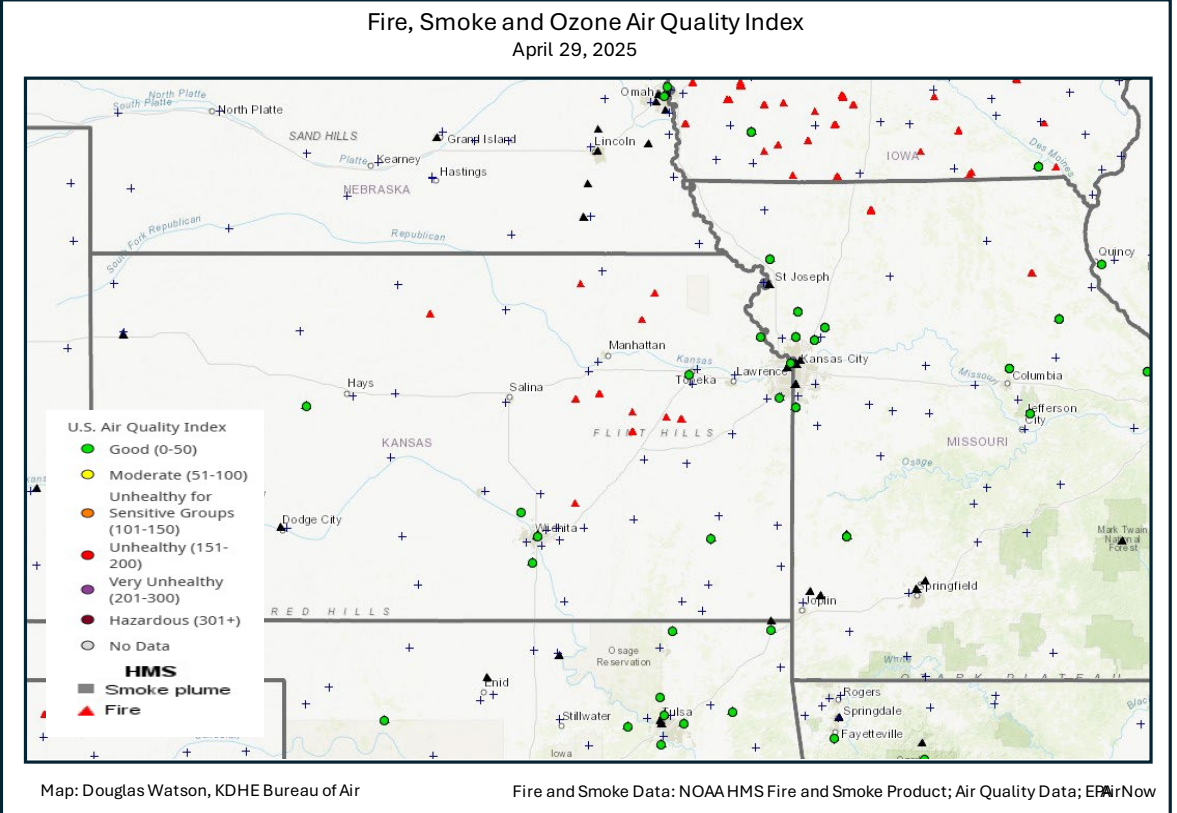 Fire, Smoke and Ozone Air Quality Index
April 29, 2025
North Platte
South Platte
North Platte
Omaha
SAND HILLS
Grand Island
Lincoln
Platte
Kearney
Hastings
NEBRASKA
IOWA
Des Moines
South Fork Republican
Republican
Quincy
St Joseph
Manhattan
Kansas
Kansas City
Lawrence
Topeka
Missouri
Columbia
Hays
Salina
Jefferson
City
FLINT HILLS
KANSAS
MISSOURI
Osage
U.S. Air Quality Index
Good (0-50)
Moderate (51-100)
Unhealthy for
Sensitive Groups
(101-150)
Unhealthy (151-
200)
Very Unhealthy
(201-300)
Hazardous (301+)
No Data
HMS
Smoke plume
Fire
Dodge City
Wichita
Mark Twain
National
Forest
Springfield
Joplin
RED HILLS
Osage
Reservation
White
OZARK PLATEAU
Enid
Rogers
Springdale
Fayetteville
Stillwater
Tulsa
Iowa
Map: Douglas Watson, KDHE Bureau of Air
Fire and Smoke Data: NOAA HMS Fire and Smoke Product; Air Quality Data; EPA AirNow